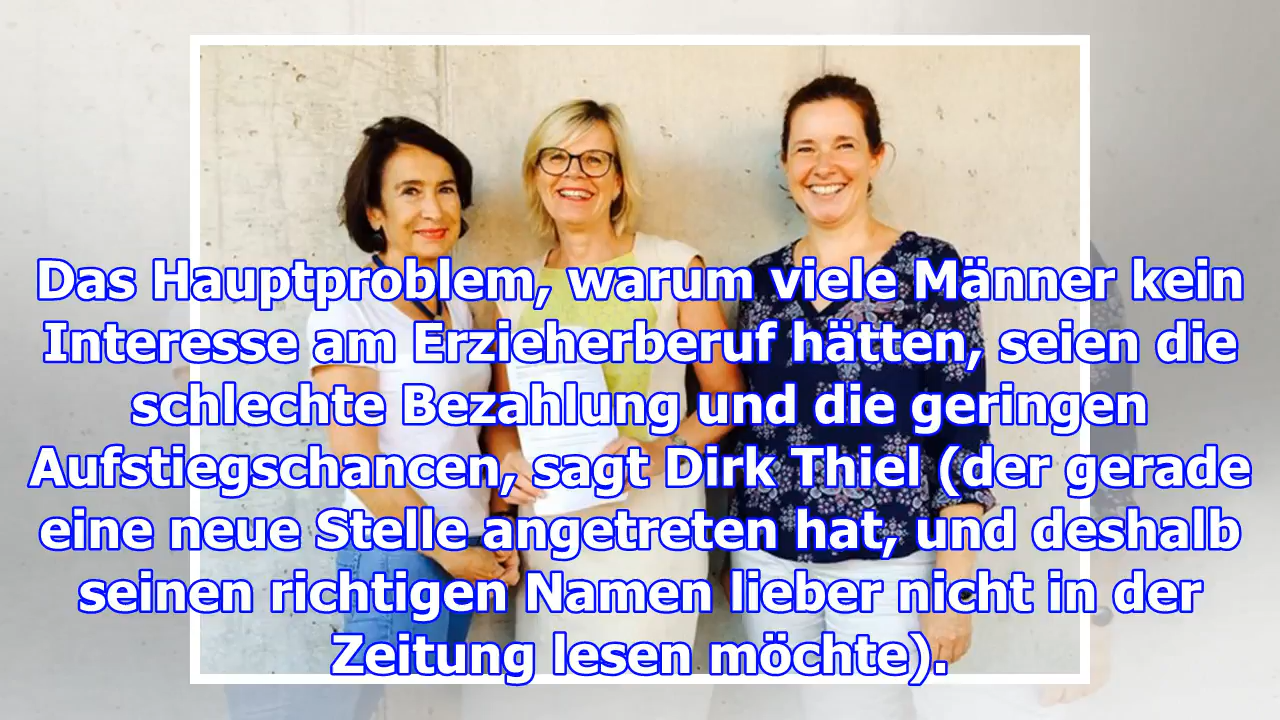 Das Hauptproblem, warum viele Männer kein
Interesse am Erzieherberuf hätten, seien die
schlechte Bezahlung und die geringen
Aufstiegschancen, sagt Dirk Thiel (der gerade
eine neue Stelle angetreten hat, und deshalb
seinen richtigen Namen lieber nicht in der
Zeitung lesen möchte).